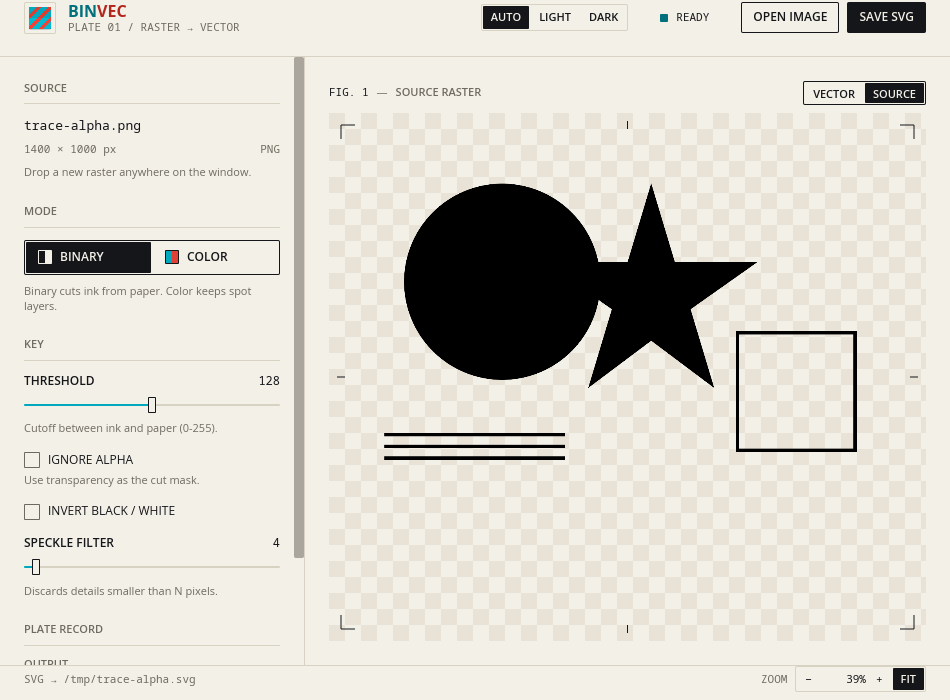 BINVEC
PLATE 01 / RASTER → VECTOR
AUTO LIGHT DARK
READY
OPEN IMAGE
SAVE SVG
SOURCE
trace-alpha.png
1400 × 1000 px PNG
Drop a new raster anywhere on the window.
MODE
BINARY COLOR
Binary cuts ink from paper. Color keeps spot
layers.
KEY
THRESHOLD 128
Cutoff between ink and paper (0-255).
IGNORE ALPHA
Use transparency as the cut mask.
INVERT BLACK / WHITE
SPECKLE FILTER 4
Discards details smaller than N pixels.
PLATE RECORD
OUTPUT
FIG. 1 — SOURCE RASTER
VECTOR SOURCE
SVG → /tmp/trace-alpha.svg
ZOOM − 39% + FIT